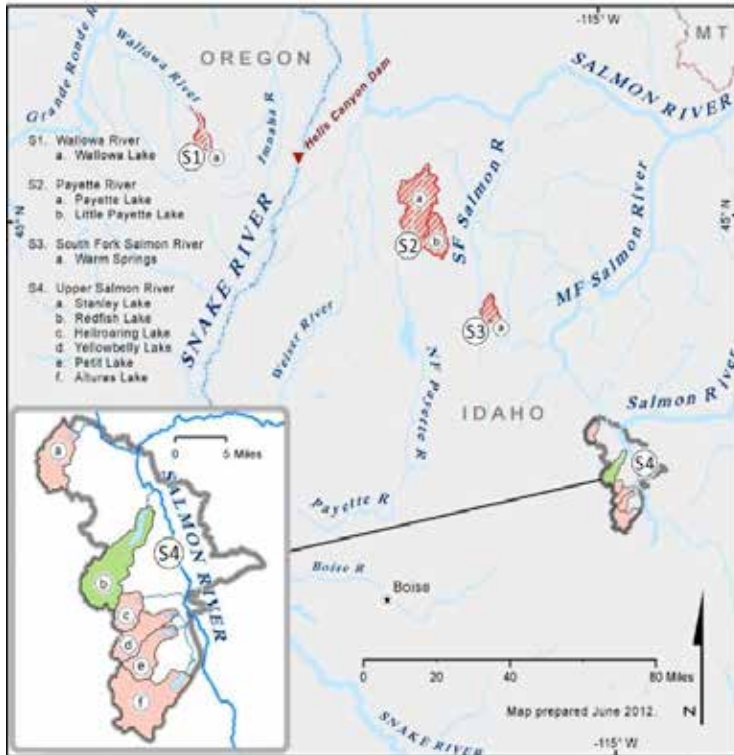 -115° W
MT
OREGON
Grande Ronde R
Wallowa River
Imnaha R
Hells Canyon Dam
SALMON RIVER
S1. Wallowa River
a. Wallowa Lake
S2. Payette River
a. Payette Lake
b. Little Payette Lake
S3. South Fork Salmon River
a. Warm Springs
S4. Upper Salmon River
a. Stanley Lake
b. Redfish Lake
c. Hellroaring Lake
d. Yellowbelly Lake
e. Petit Lake
f. Alturas Lake
S1
a
45° N
SNAKE RIVER
a
S2
b
SF Salmon R
MF Salmon River
45° N
S3
a
Weiser River
NF Payette R
IDAHO
Salmon River
S4
Payette R
Boise R
Boise
0 5 Miles
a
SALMON RIVER
S4
b
c
d
e
f
0 20 40 80 Miles
Map prepared June 2012.
N
SNAKE RIVER
-115° W